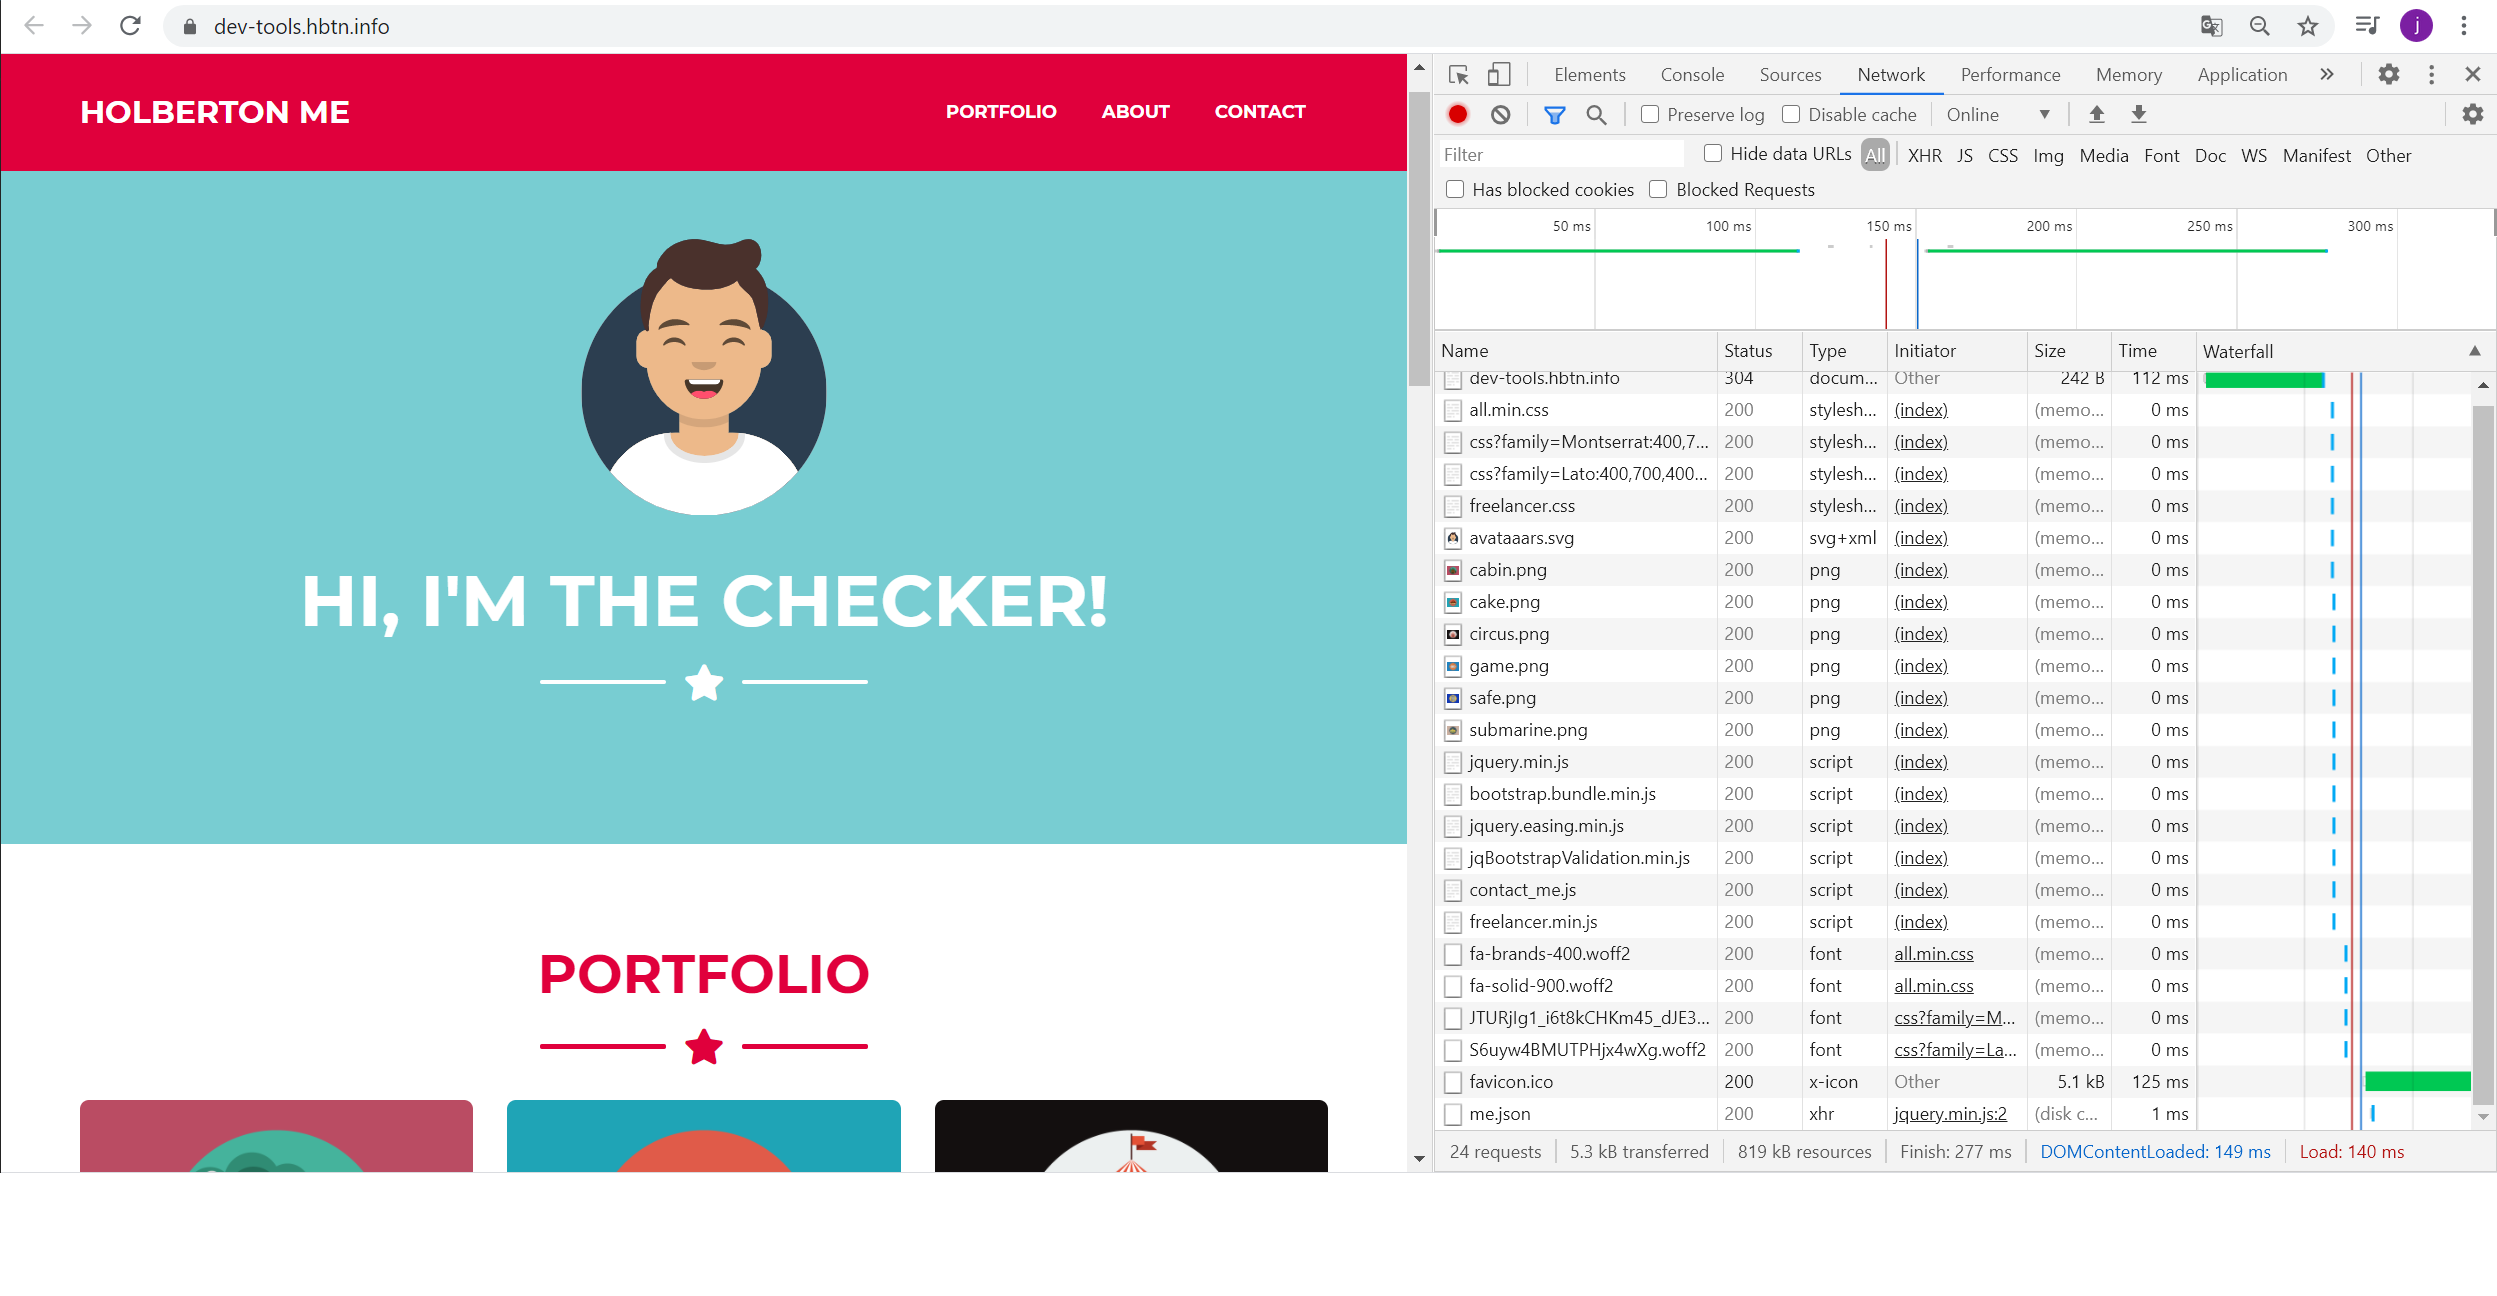 dev-tools.hbtn.info
j
HOLBERTON ME
PORTFOLIO ABOUT CONTACT
HI, I'M THE CHECKER!
PORTFOLIO
Elements Console Sources Network Performance Memory Application »
Preserve log Disable cache Online
Filter Hide data URLs All XHR JS CSS Img Media Font Doc WS Manifest Other
Has blocked cookies Blocked Requests
50 ms 100 ms 150 ms 200 ms 250 ms 300 ms
Name Status Type Initiator Size Time Waterfall
dev-tools.hbtn.info 304 docum... Other 242 B 112 ms
all.min.css 200 stylesh... (index) (memo... 0 ms
css?family=Montserrat:400,7... 200 stylesh... (index) (memo... 0 ms
css?family=Lato:400,700,400... 200 stylesh... (index) (memo... 0 ms
freelancer.css 200 stylesh... (index) (memo... 0 ms
avataaars.svg 200 svg+xml (index) (memo... 0 ms
cabin.png 200 png (index) (memo... 0 ms
cake.png 200 png (index) (memo... 0 ms
circus.png 200 png (index) (memo... 0 ms
game.png 200 png (index) (memo... 0 ms
safe.png 200 png (index) (memo... 0 ms
submarine.png 200 png (index) (memo... 0 ms
jquery.min.js 200 script (index) (memo... 0 ms
bootstrap.bundle.min.js 200 script (index) (memo... 0 ms
jquery.easing.min.js 200 script (index) (memo... 0 ms
jqBootstrapValidation.min.js 200 script (index) (memo... 0 ms
contact_me.js 200 script (index) (memo... 0 ms
freelancer.min.js 200 script (index) (memo... 0 ms
fa-brands-400.woff2 200 font all.min.css (memo... 0 ms
fa-solid-900.woff2 200 font all.min.css (memo... 0 ms
JTURjIg1_i6t8kCHKm45_dJE3... 200 font css?family=M... (memo... 0 ms
S6uyw4BMUTPHjx4wXg.woff2 200 font css?family=La... (memo... 0 ms
favicon.ico 200 x-icon Other 5.1 kB 125 ms
me.json 200 xhr jquery.min.js:2 (disk c... 1 ms
24 requests 5.3 kB transferred 819 kB resources Finish: 277 ms DOMContentLoaded: 149 ms Load: 140 ms